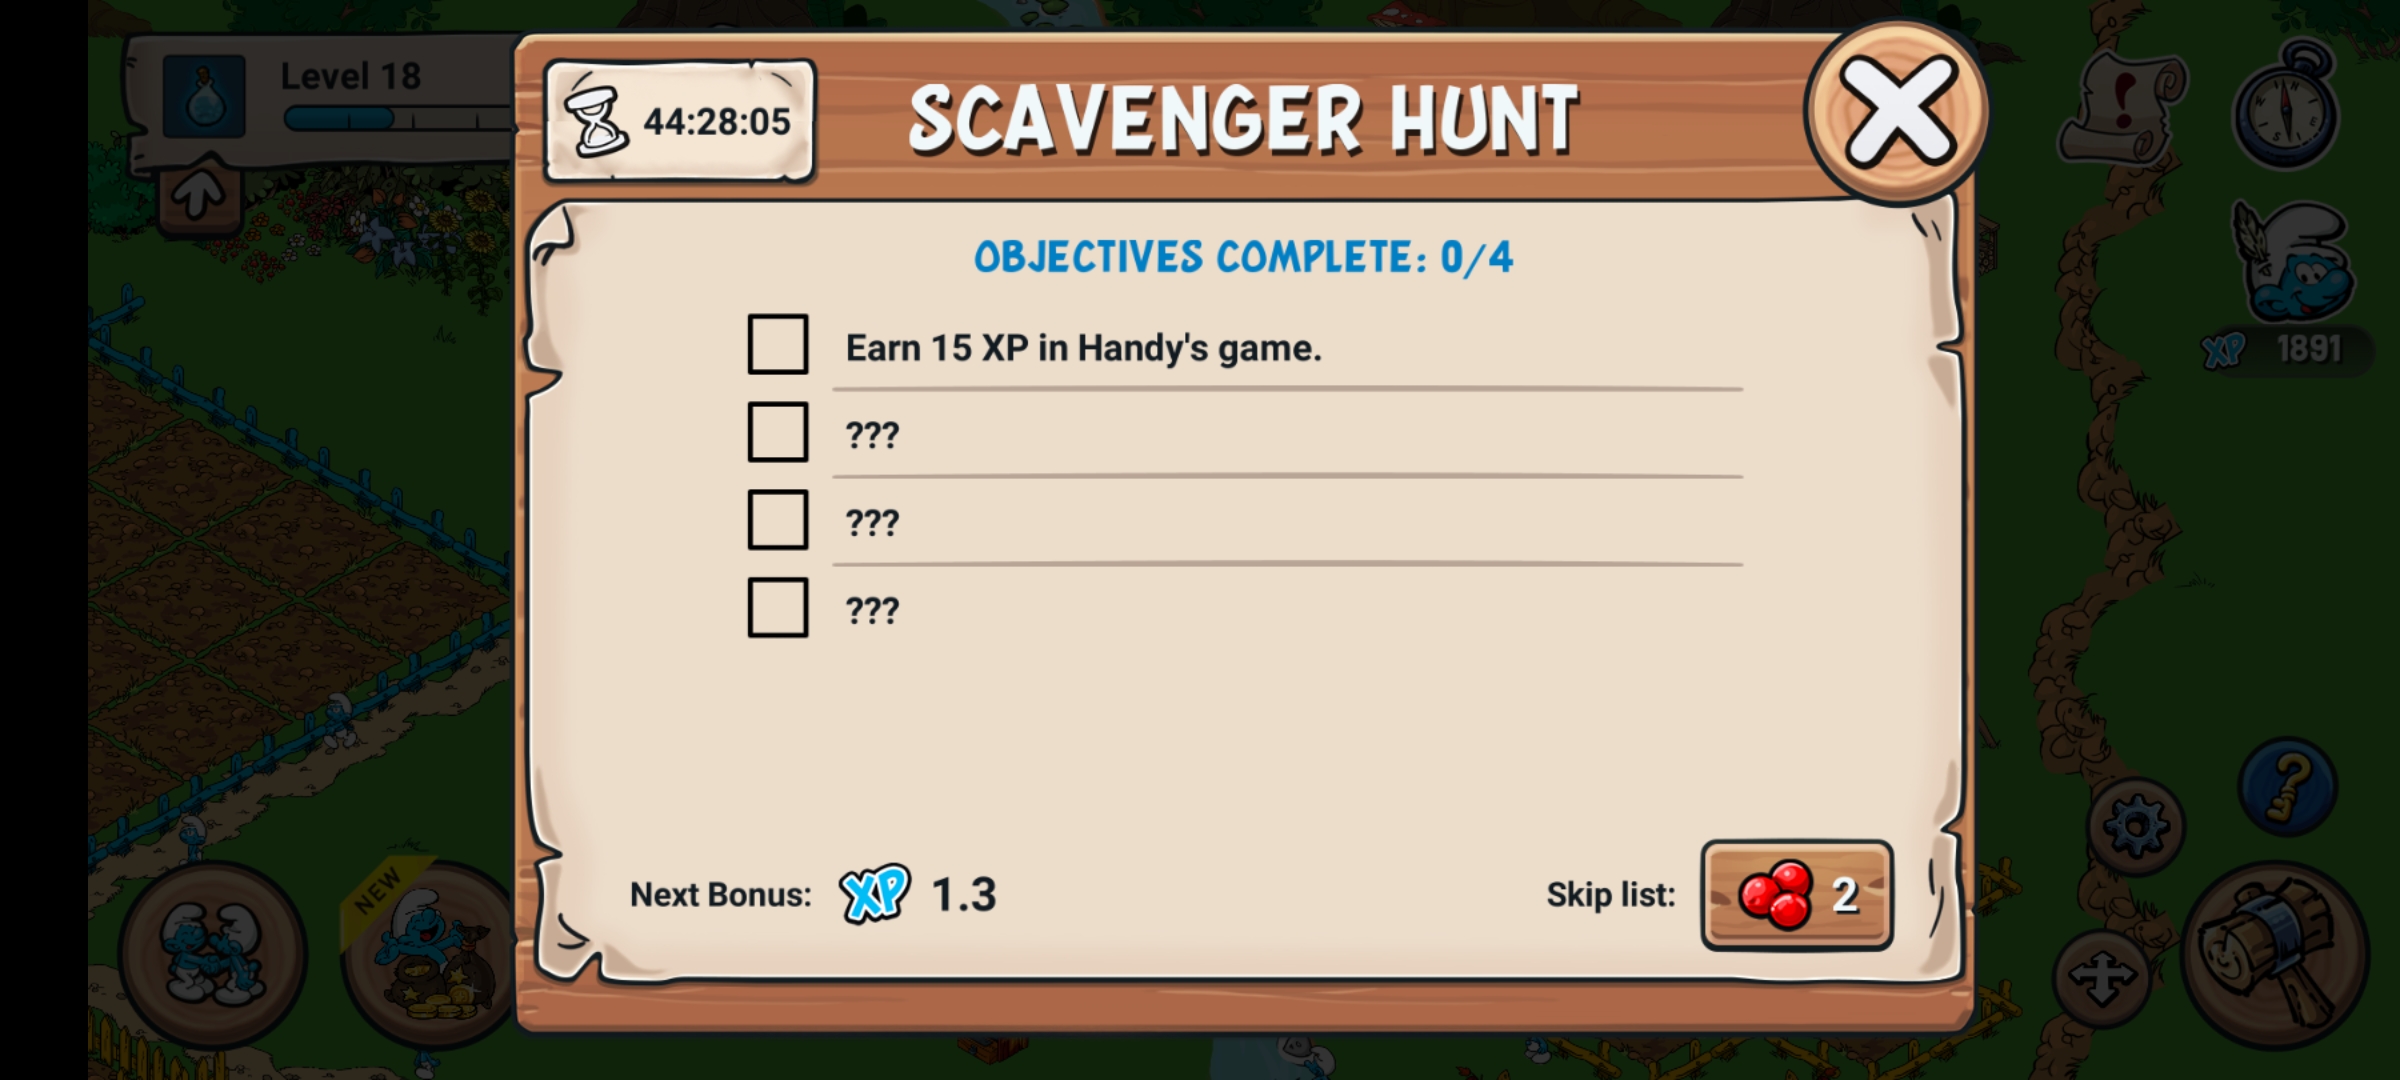 Level 18
44:28:05
SCAVENGER HUNT
OBJECTIVES COMPLETE: 0/4
Earn 15 XP in Handy's game.
???
???
???
Next Bonus: XP 1.3
Skip list: 2
XP 1891
NEW